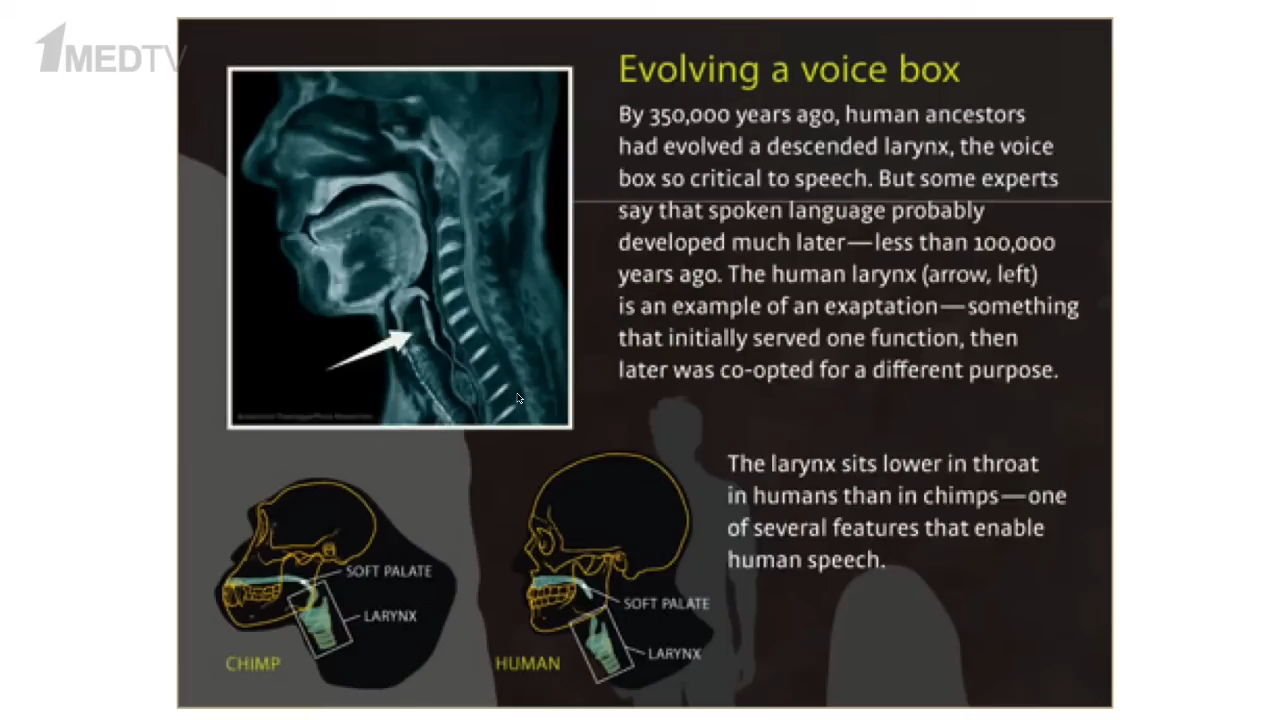 1MEDTV
Evolving a voice box
By 350,000 years ago, human ancestors
had evolved a descended larynx, the voice
box so critical to speech. But some experts
say that spoken language probably
developed much later—less than 100,000
years ago. The human larynx (arrow, left)
is an example of an exaptation—something
that initially served one function, then
later was co-opted for a different purpose.
The larynx sits lower in throat
in humans than in chimps—one
of several features that enable
human speech.
SOFT PALATE
LARYNX
CHIMP
SOFT PALATE
LARYNX
HUMAN